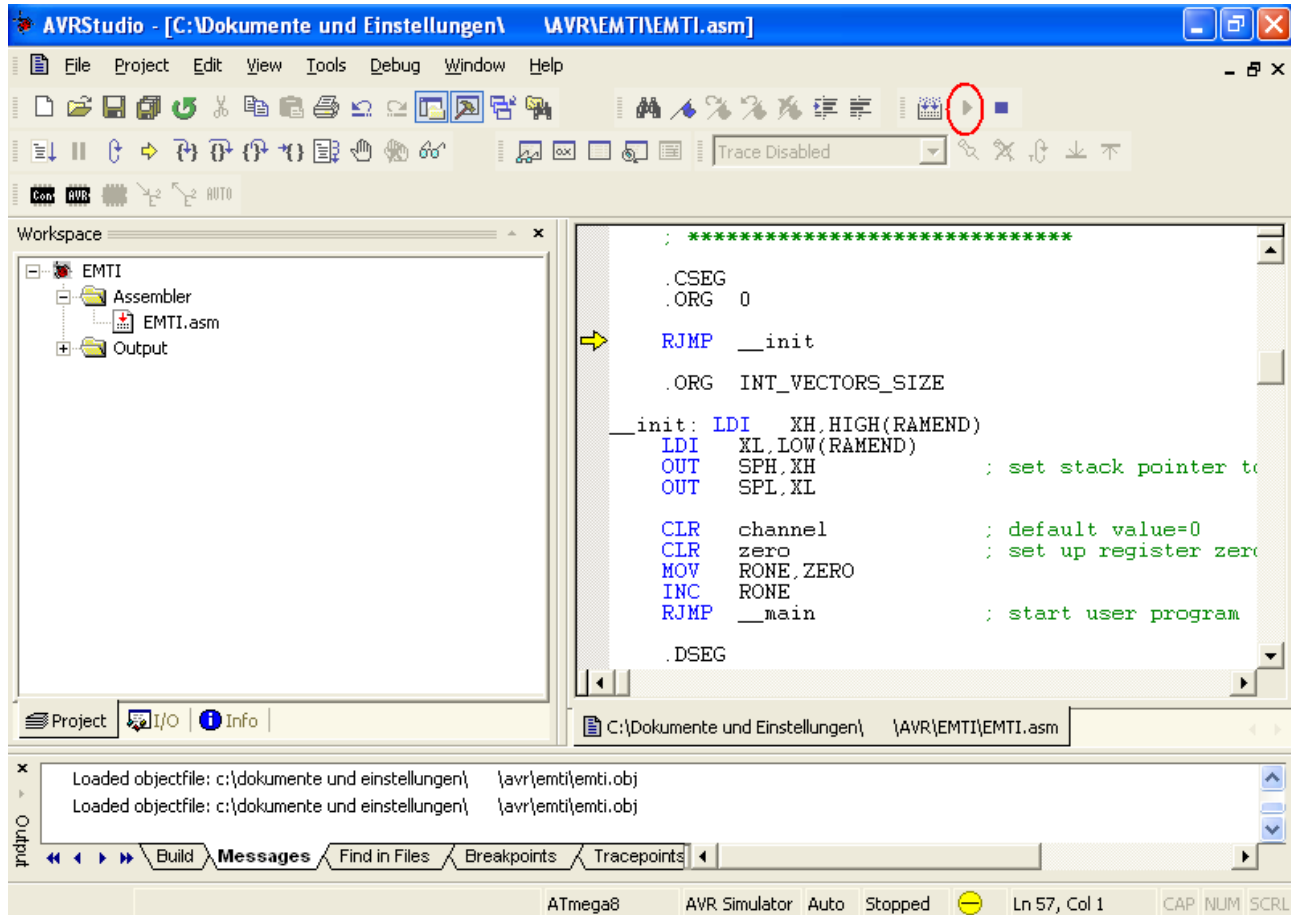 AVRStudio - [C:\Dokumente und Einstellungen\ \AVR\EMTI\EMTI.asm]
File Project Edit View Tools Debug Window Help
Trace Disabled
Con AVR AUTO
Workspace
EMTI
Assembler
EMTI.asm
Output
Project I/O Info
; ******************************
.CSEG
.ORG 0
RJMP __init
.ORG INT_VECTORS_SIZE
__init: LDI XH,HIGH(RAMEND)
LDI XL,LOW(RAMEND)
OUT SPH,XH ; set stack pointer to
OUT SPL,XL
CLR channel ; default value=0
CLR zero ; set up register zero
MOV RONE,ZERO
INC RONE
RJMP __main ; start user program
.DSEG
C:\Dokumente und Einstellungen\ \AVR\EMTI\EMTI.asm
Loaded objectfile: c:\dokumente und einstellungen\ \avr\emti\emti.obj
Loaded objectfile: c:\dokumente und einstellungen\ \avr\emti\emti.obj
Output
Build Messages Find in Files Breakpoints Tracepoints
ATmega8 AVR Simulator Auto Stopped Ln 57, Col 1 CAP NUM SCRL